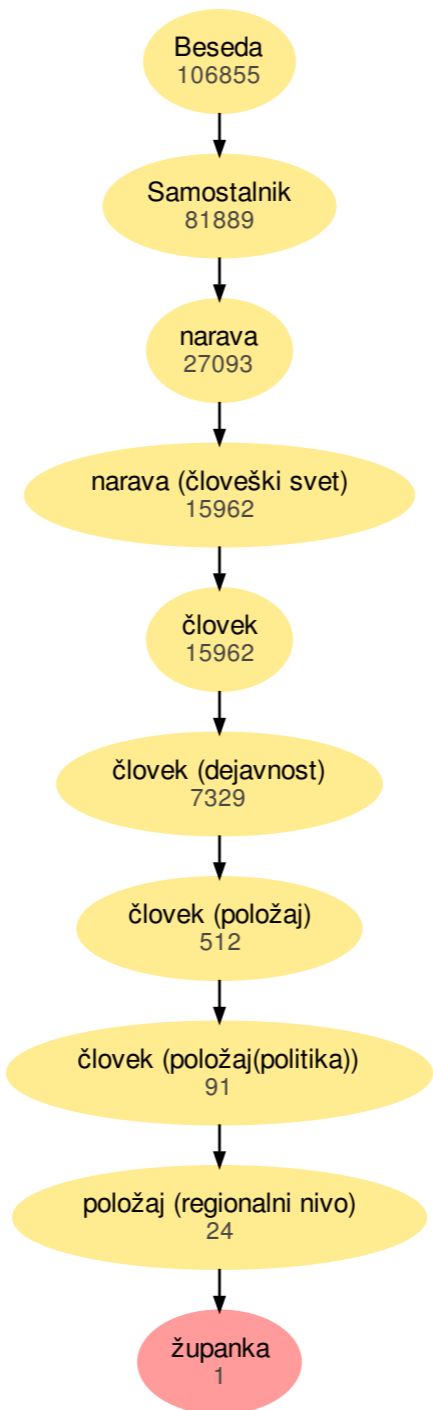 Beseda
106855
Samostalnik
81889
narava
27093
narava (človeški svet)
15962
človek
15962
človek (dejavnost)
7329
človek (položaj)
512
človek (položaj(politika))
91
položaj (regionalni nivo)
24
županka
1